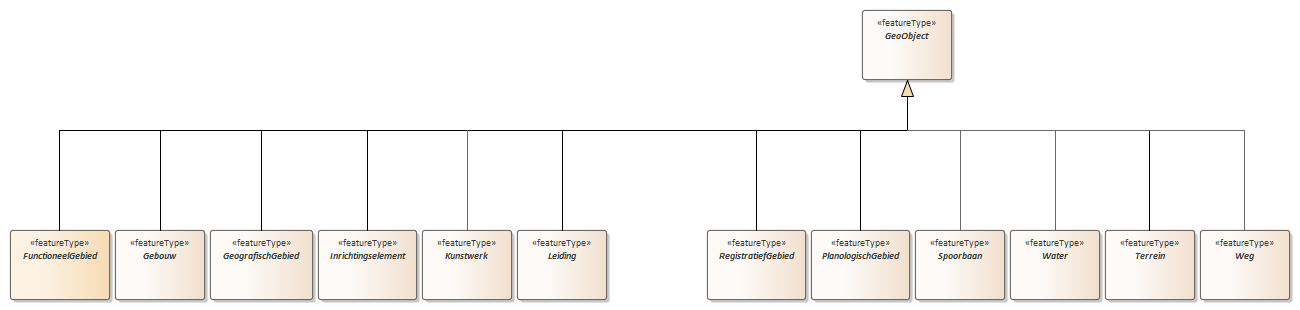 «featureType»
GeoObject
«featureType»
FunctioneelGebied
«featureType»
Gebouw
«featureType»
GeografischGebied
«featureType»
Inrichtingselement
«featureType»
Kunstwerk
«featureType»
Leiding
«featureType»
RegistratiefGebied
«featureType»
PlanologischGebied
«featureType»
Spoorbaan
«featureType»
Water
«featureType»
Terrein
«featureType»
Weg